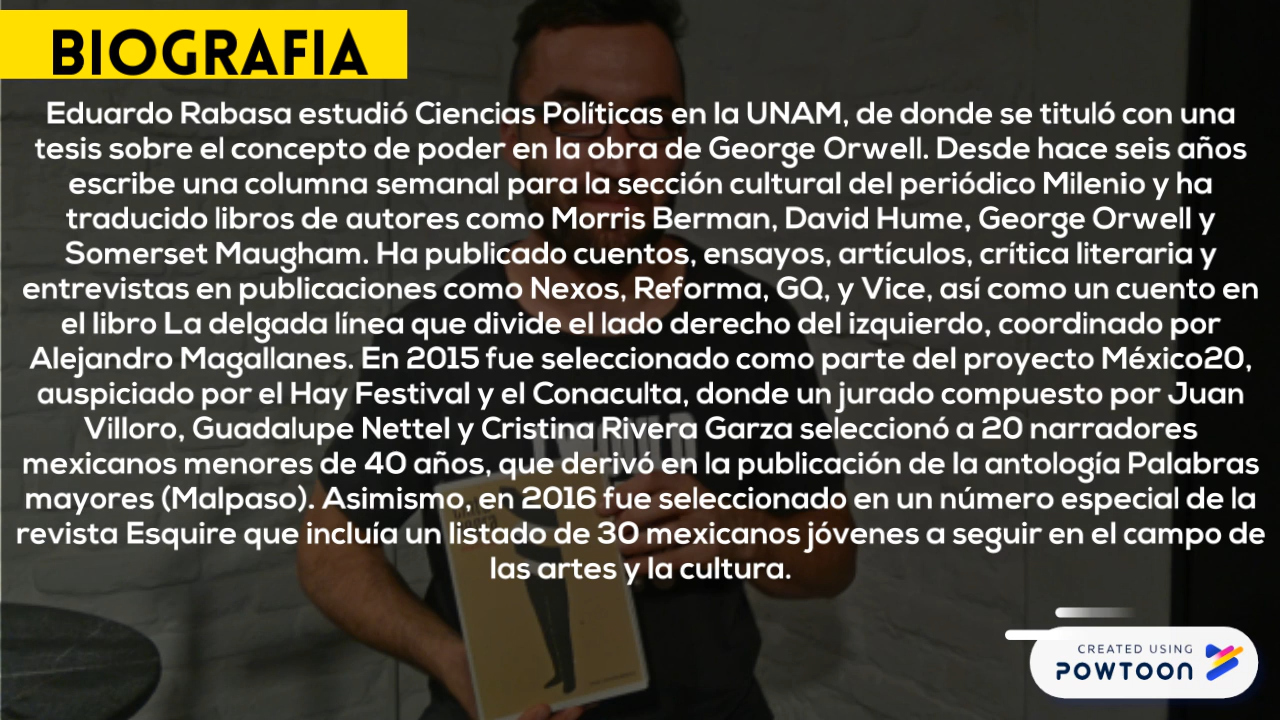 BIOGRAFIA
Eduardo Rabasa estudió Ciencias Políticas en la UNAM, de donde se tituló con una
tesis sobre el concepto de poder en la obra de George Orwell. Desde hace seis años
escribe una columna semanal para la sección cultural del periódico Milenio y ha
traducido libros de autores como Morris Berman, David Hume, George Orwell y
Somerset Maugham. Ha publicado cuentos, ensayos, artículos, crítica literaria y
entrevistas en publicaciones como Nexos, Reforma, GQ, y Vice, así como un cuento en
el libro La delgada línea que divide el lado derecho del izquierdo, coordinado por
Alejandro Magallanes. En 2015 fue seleccionado como parte del proyecto México20,
auspiciado por el Hay Festival y el Conaculta, donde un jurado compuesto por Juan
Villoro, Guadalupe Nettel y Cristina Rivera Garza seleccionó a 20 narradores
mexicanos menores de 40 años, que derivó en la publicación de la antología Palabras
mayores (Malpaso). Asimismo, en 2016 fue seleccionado en un número especial de la
revista Esquire que incluía un listado de 30 mexicanos jóvenes a seguir en el campo de
las artes y la cultura.
CREATED USING
POWTOON